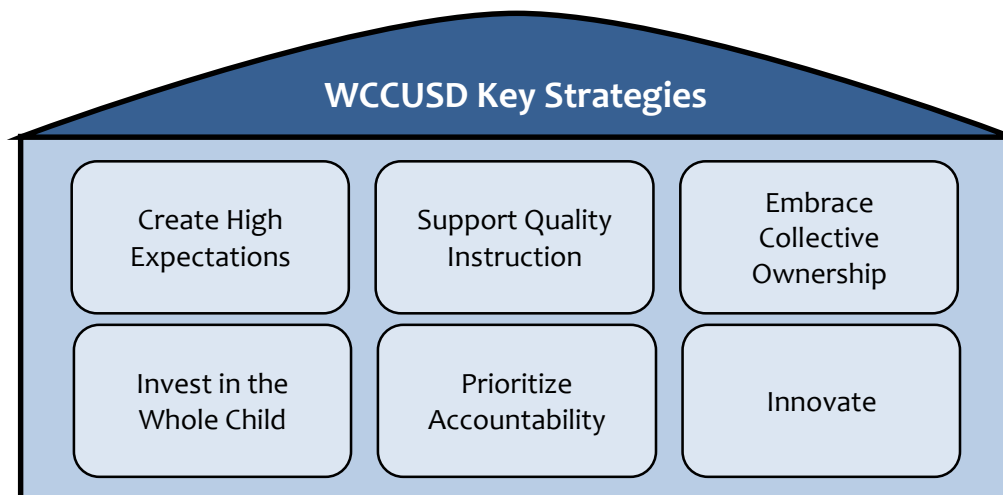 WCCUSD Key Strategies
Create High
Expectations
Support Quality
Instruction
Embrace
Collective
Ownership
Invest in the
Whole Child
Prioritize
Accountability
Innovate